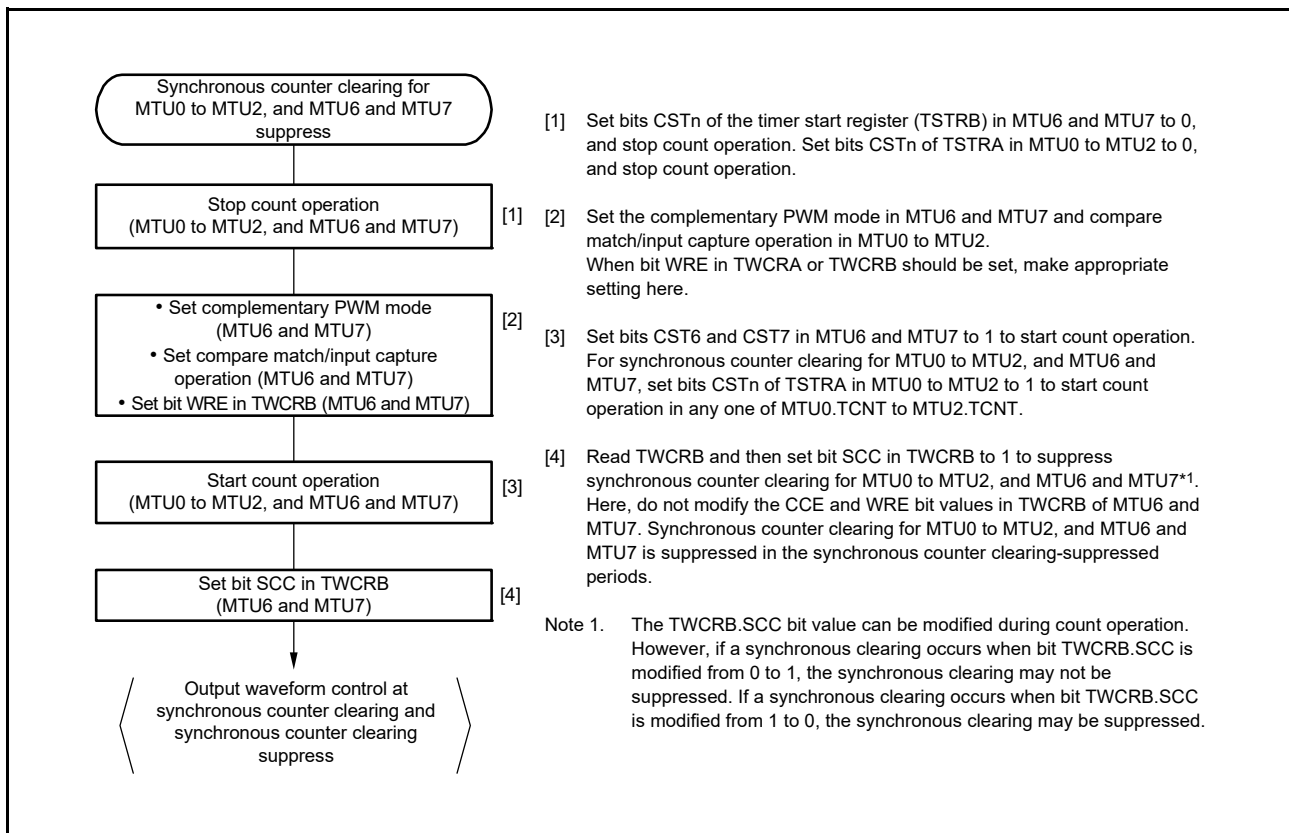 Synchronous counter clearing for
MTU0 to MTU2, and MTU6 and MTU7
suppress
Stop count operation
(MTU0 to MTU2, and MTU6 and MTU7)
[1]
• Set complementary PWM mode
(MTU6 and MTU7)
• Set compare match/input capture
operation (MTU6 and MTU7)
• Set bit WRE in TWCRB (MTU6 and MTU7)
[2]
Start count operation
(MTU0 to MTU2, and MTU6 and MTU7)
[3]
Set bit SCC in TWCRB
(MTU6 and MTU7)
[4]
Output waveform control at
synchronous counter clearing and
synchronous counter clearing
suppress
[1] Set bits CSTn of the timer start register (TSTRB) in MTU6 and MTU7 to 0,
and stop count operation. Set bits CSTn of TSTRA in MTU0 to MTU2 to 0,
and stop count operation.
[2] Set the complementary PWM mode in MTU6 and MTU7 and compare
match/input capture operation in MTU0 to MTU2.
When bit WRE in TWCRA or TWCRB should be set, make appropriate
setting here.
[3] Set bits CST6 and CST7 in MTU6 and MTU7 to 1 to start count operation.
For synchronous counter clearing for MTU0 to MTU2, and MTU6 and
MTU7, set bits CSTn of TSTRA in MTU0 to MTU2 to 1 to start count
operation in any one of MTU0.TCNT to MTU2.TCNT.
[4] Read TWCRB and then set bit SCC in TWCRB to 1 to suppress
synchronous counter clearing for MTU0 to MTU2, and MTU6 and MTU7*1.
Here, do not modify the CCE and WRE bit values in TWCRB of MTU6 and
MTU7. Synchronous counter clearing for MTU0 to MTU2, and MTU6 and
MTU7 is suppressed in the synchronous counter clearing-suppressed
periods.
Note 1. The TWCRB.SCC bit value can be modified during count operation.
However, if a synchronous clearing occurs when bit TWCRB.SCC is
modified from 0 to 1, the synchronous clearing may not be
suppressed. If a synchronous clearing occurs when bit TWCRB.SCC
is modified from 1 to 0, the synchronous clearing may be suppressed.